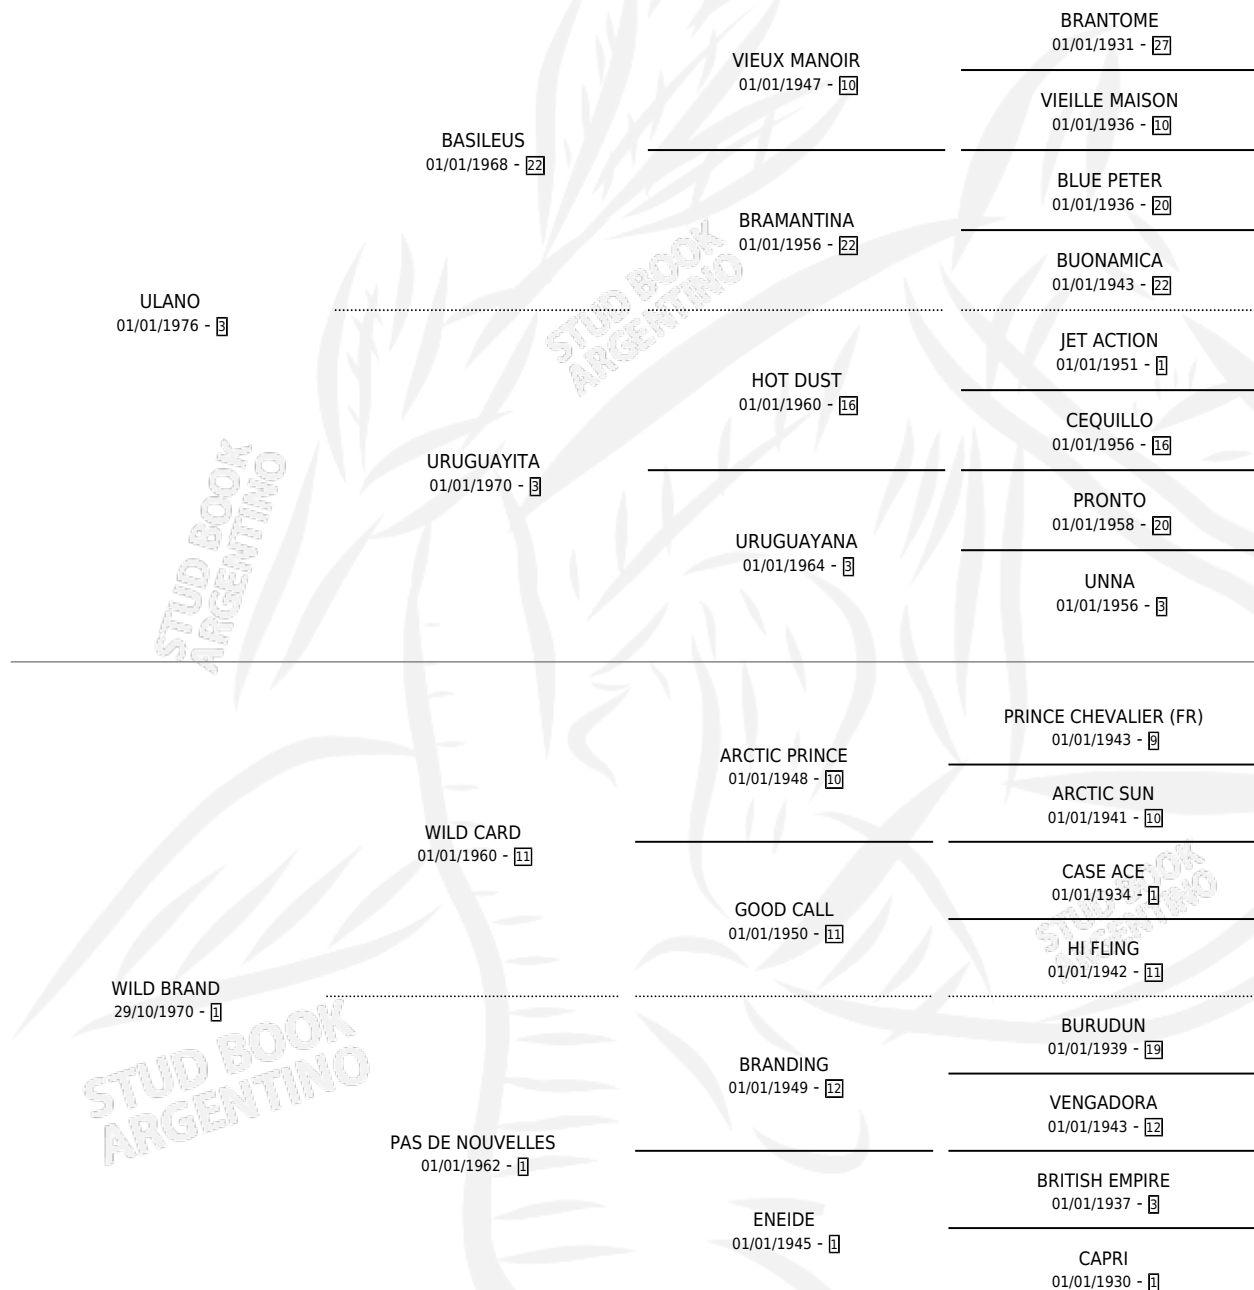 BRANTOME
01/01/1931 - 27
VIEUX MANOIR
01/01/1947 - 10
VIEILLE MAISON
01/01/1936 - 10
BASILEUS
01/01/1968 - 22
BLUE PETER
01/01/1936 - 20
BRAMANTINA
01/01/1956 - 22
BUONAMICA
01/01/1943 - 22
ULANO
01/01/1976 - 3
JET ACTION
01/01/1951 - 1
HOT DUST
01/01/1960 - 16
CEQUILLO
01/01/1956 - 16
URUGUAYITA
01/01/1970 - 3
PRONTO
01/01/1958 - 20
URUGUAYANA
01/01/1964 - 3
UNNA
01/01/1956 - 3
PRINCE CHEVALIER (FR)
01/01/1943 - 9
ARCTIC PRINCE
01/01/1948 - 10
ARCTIC SUN
01/01/1941 - 10
WILD CARD
01/01/1960 - 11
CASE ACE
01/01/1934 - 1
GOOD CALL
01/01/1950 - 11
HI FLING
01/01/1942 - 11
WILD BRAND
29/10/1970 - 1
BURUDUN
01/01/1939 - 19
BRANDING
01/01/1949 - 12
VENGADORA
01/01/1943 - 12
PAS DE NOUVELLES
01/01/1962 - 1
BRITISH EMPIRE
01/01/1937 - 3
ENEIDE
01/01/1945 - 1
CAPRI
01/01/1930 - 1
STUD BOOK
ARGENTINO
STUD BOOK
ARGENTINO
STUD BOOK
ARGENTINO
STUD BOOK
ARGENTINO